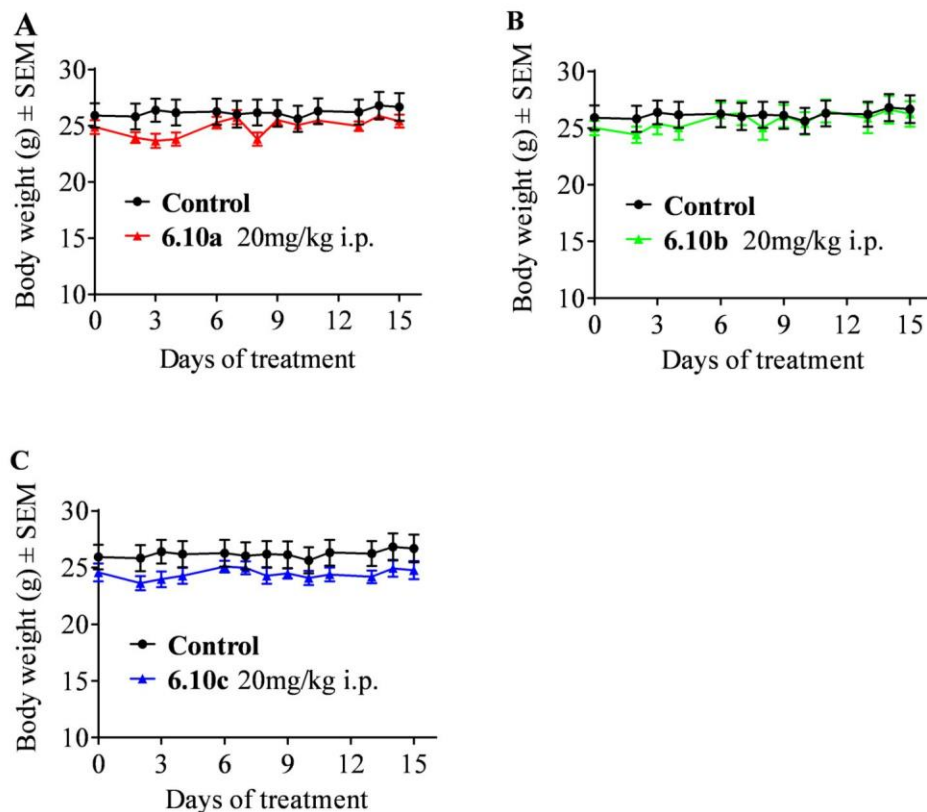 A
Body weight (g) ± SEM
30
25
20
15
10
Control
6.10a 20mg/kg i.p.
0 3 6 9 12 15
Days of treatment
B
Body weight (g) ± SEM
30
25
20
15
10
Control
6.10b 20mg/kg i.p.
0 3 6 9 12 15
Days of treatment
C
Body weight (g) ± SEM
30
25
20
15
10
Control
6.10c 20mg/kg i.p.
0 3 6 9 12 15
Days of treatment